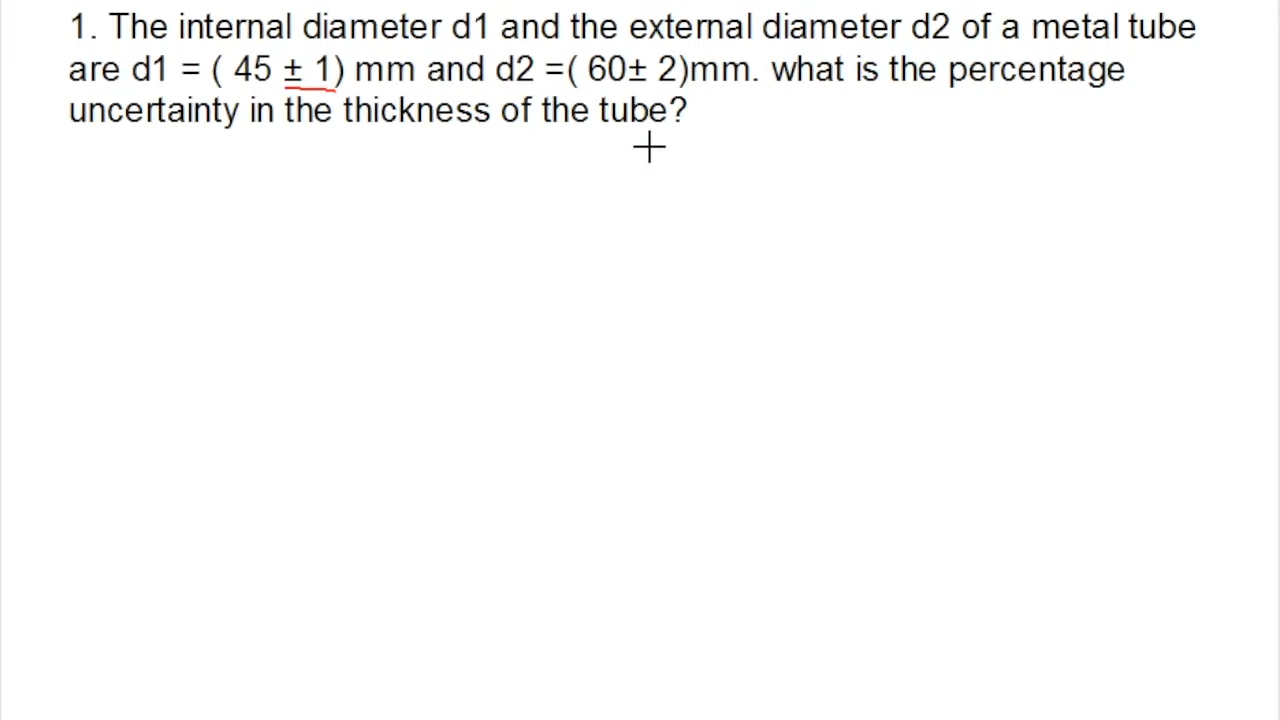 1. The internal diameter d1 and the external diameter d2 of a metal tube
are d1 = ( 45 ± 1) mm and d2 =( 60± 2)mm. what is the percentage
uncertainty in the thickness of the tube?